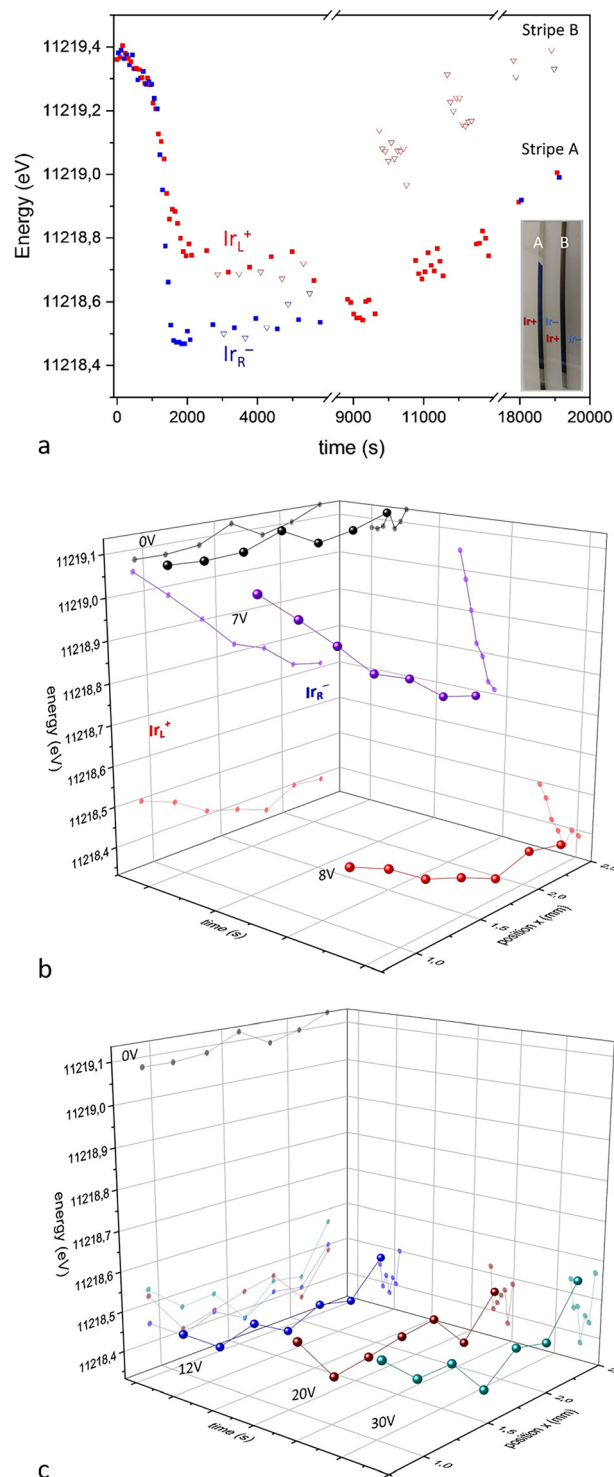 Stripe B
11219,4
11219,2
Stripe A
11219,0
Energy (eV)
A B
11218,8
Ir_L^+
11218,6
Ir+ Ir–
Ir+ Ir–
Ir_R^–
11218,4
0 2000 4000 9000 11000 18000 20000
time (s)
a
0V
11219,1
11219,0
7V
11218,9
11218,8
Ir_R^–
11218,7
Ir_L^+
energy (eV)
11218,6
11218,5
11218,4
8V
2,0
time (s)
position x (mm)
1,5
1,0
b
0V
11219,1
11219,0
11218,9
11218,8
energy (eV)
11218,7
11218,6
11218,5
11218,4
12V
20V
2,0
30V
time (s)
position x (mm)
1,5
1,0
c